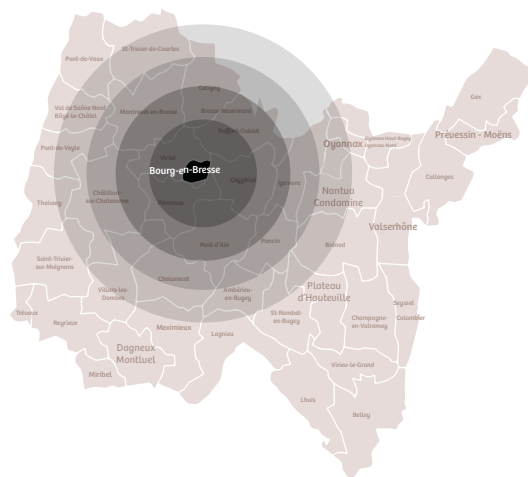 St-Trivier-de-Courtes
Pont-de-Vaux
Gex
Coligny
Val de Saône Nord
Bâgé-le-Châtel
Montrevel-en-Bresse
Bresse Revermont
Treffort-Cuisiat
Oyonnax
Prévessin - Moëns
Pont-de-Veyle
Viriat
Bourg-en-Bresse
Ceyzériat
Izernore
Collonges
Nantua
Condamine
Châtillon-
sur-Chalaronne
Péronnas
Thoissey
Valserhône
Pont-d'Ain
Poncin
Brénod
Saint-Trivier-
sur-Moignans
Chalamont
Villars-les-
Dombes
Ambérieu-
en-Bugey
Plateau
d'Hauteville
Seyssel
Trévoux
Reyrieux
Meximieux
Lagnieu
St-Rambert-
en-Bugey
Champagne-
en-Valromey
Culoz
Dagneux
Montluel
Miribel
Virieu-le-Grand
Lhuis
Belley